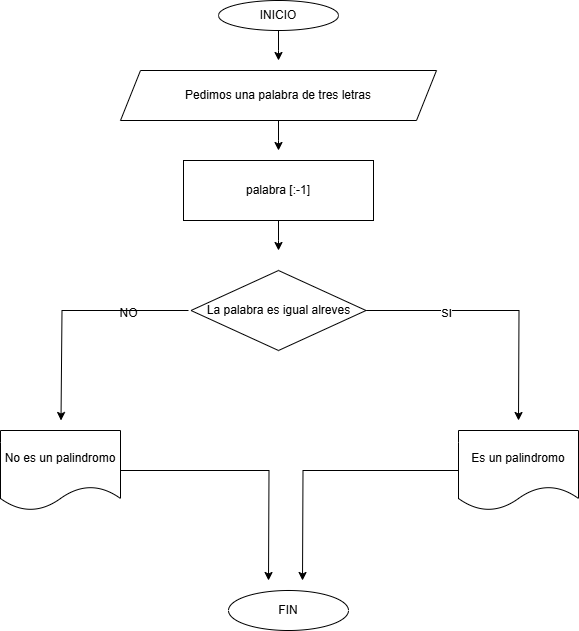 INICIO
Pedimos una palabra de tres letras
palabra [:-1]
La palabra es igual alreves
NO
SI
No es un palindromo
Es un palindromo
FIN